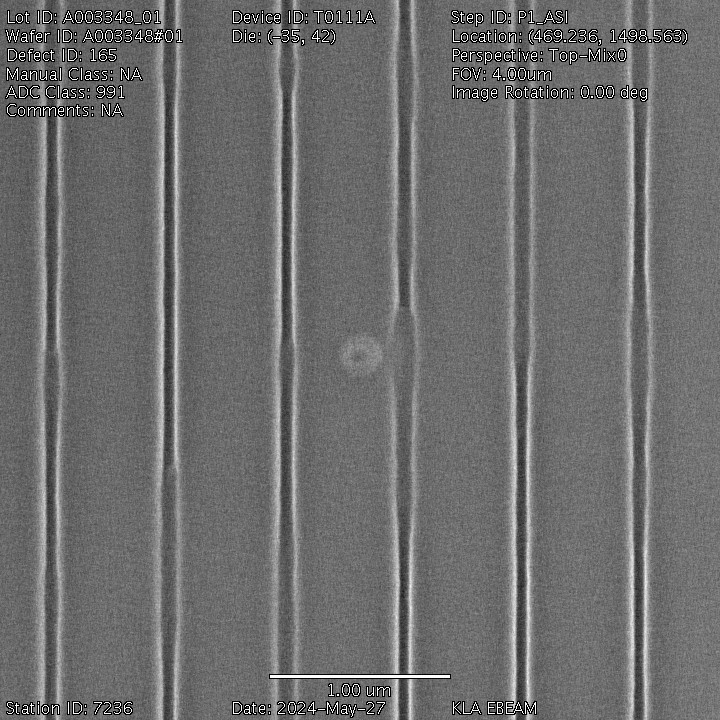 Lot ID: A003348_01 Device ID: T0111A Step ID: P1_ASI
Wafer ID: A003348#01 Die: (-35, 42) Location: (469.236, 1498.563)
Defect ID: 165 Perspective: Top-Mix0
Manual Class: NA FOV: 4.00um
ADC Class: 991 Image Rotation: 0.00 deg
Comments: NA
1.00 um
Station ID: 7236 Date: 2024-May-27 KLA EBEAM